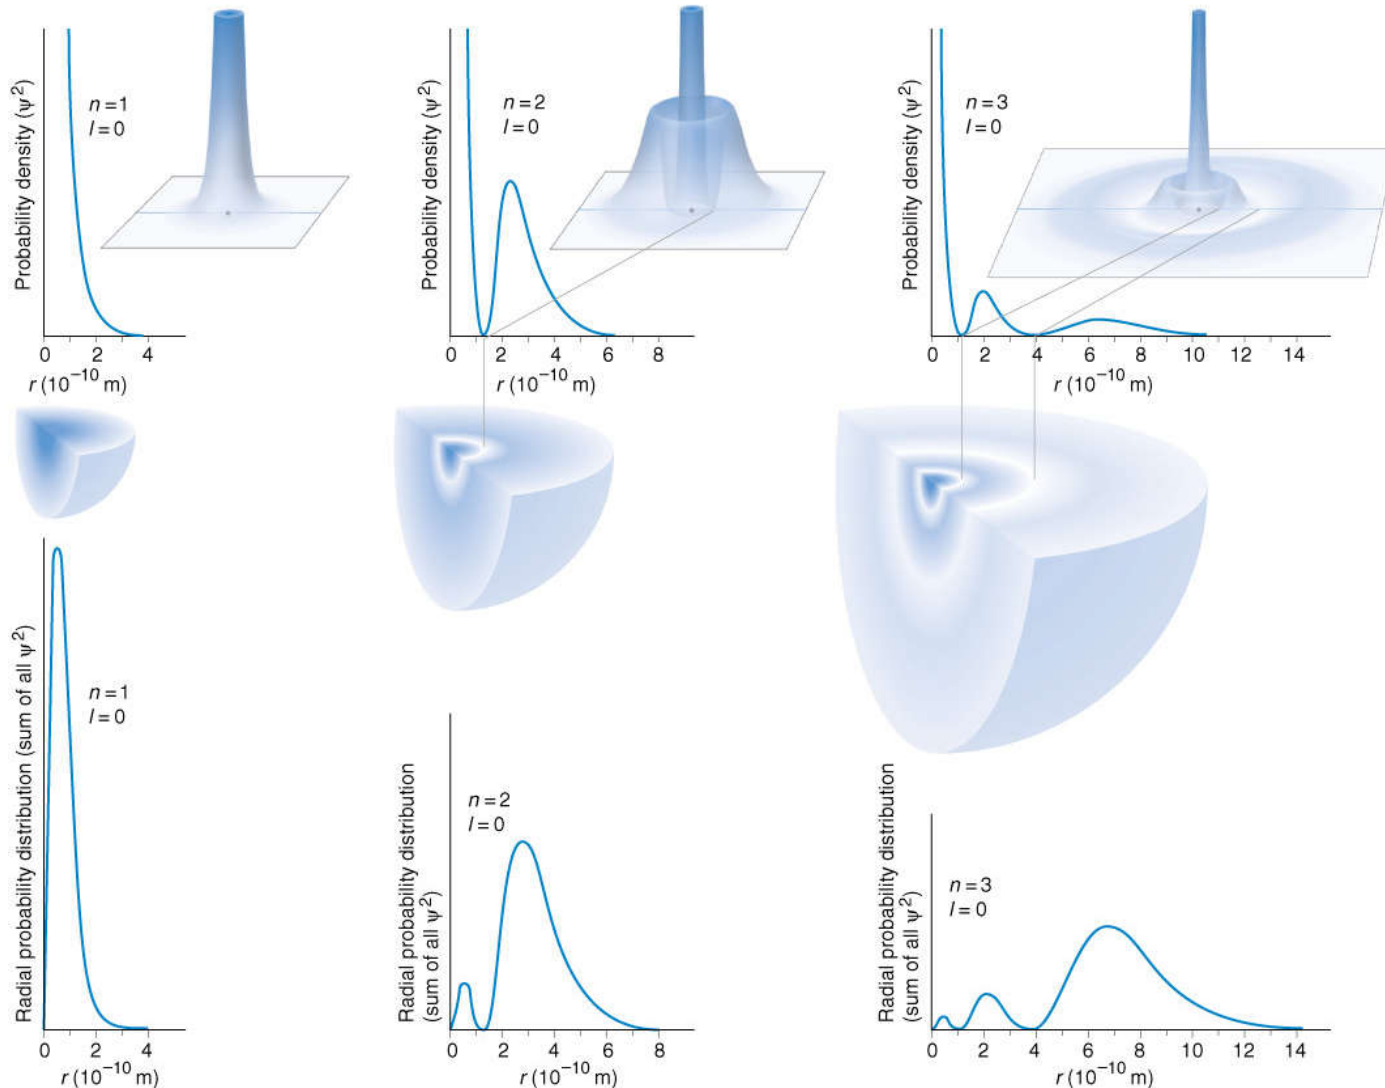 Probability density (ψ²)
n = 1
l = 0
0 2 4
r (10⁻¹⁰ m)
Probability density (ψ²)
n = 2
l = 0
0 2 4 6 8
r (10⁻¹⁰ m)
Probability density (ψ²)
n = 3
l = 0
0 2 4 6 8 10 12 14
r (10⁻¹⁰ m)
Radial probability distribution (sum of all ψ²)
n = 1
l = 0
0 2 4
r (10⁻¹⁰ m)
Radial probability distribution
(sum of all ψ²)
n = 2
l = 0
0 2 4 6 8
r (10⁻¹⁰ m)
Radial probability distribution
(sum of all ψ²)
n = 3
l = 0
0 2 4 6 8 10 12 14
r (10⁻¹⁰ m)